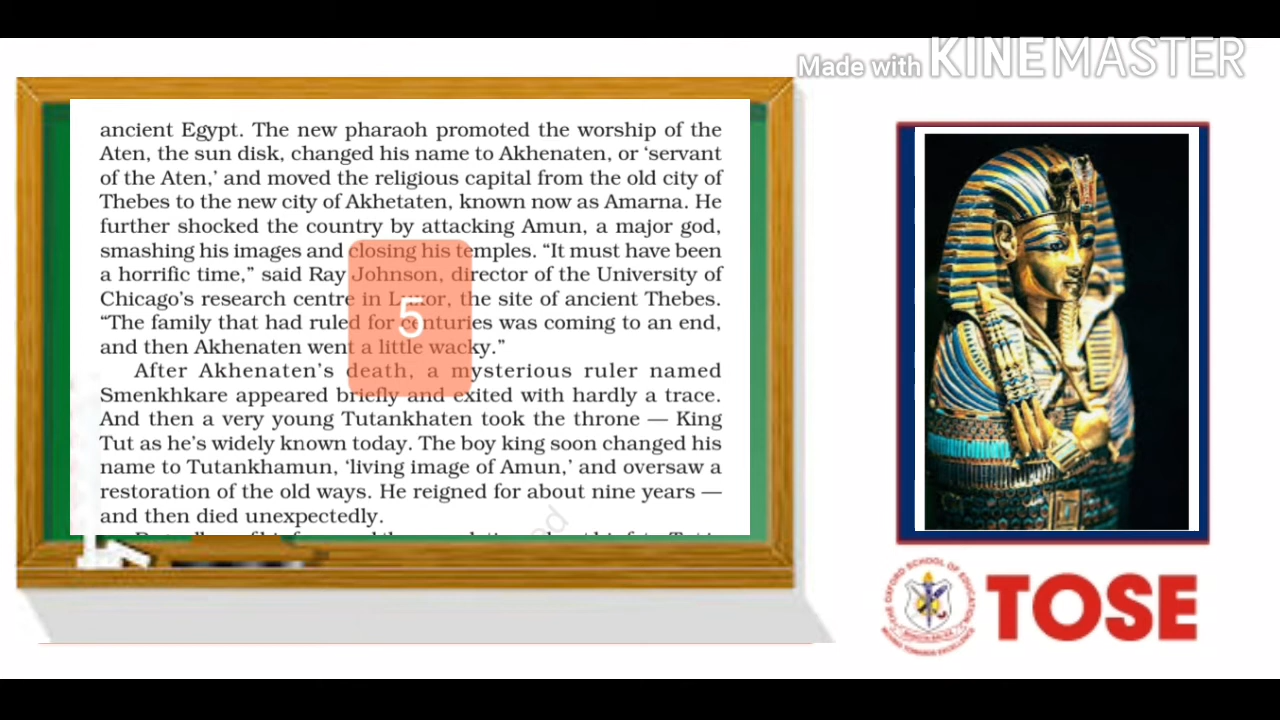 Made with KINEMASTER
ancient Egypt. The new pharaoh promoted the worship of the
Aten, the sun disk, changed his name to Akhenaten, or ‘servant
of the Aten,’ and moved the religious capital from the old city of
Thebes to the new city of Akhetaten, known now as Amarna. He
further shocked the country by attacking Amun, a major god,
smashing his images and closing his temples. “It must have been
a horrific time,” said Ray Johnson, director of the University of
Chicago’s research centre in Luxor, the site of ancient Thebes.
“The family that had ruled for centuries was coming to an end,
and then Akhenaten went a little wacky.”
5
After Akhenaten’s death, a mysterious ruler named
Smenkhkare appeared briefly and exited with hardly a trace.
And then a very young Tutankhaten took the throne — King
Tut as he’s widely known today. The boy king soon changed his
name to Tutankhamun, ‘living image of Amun,’ and oversaw a
restoration of the old ways. He reigned for about nine years —
and then died unexpectedly.
THE OXFORD SCHOOL OF EDUCATION
TOSE